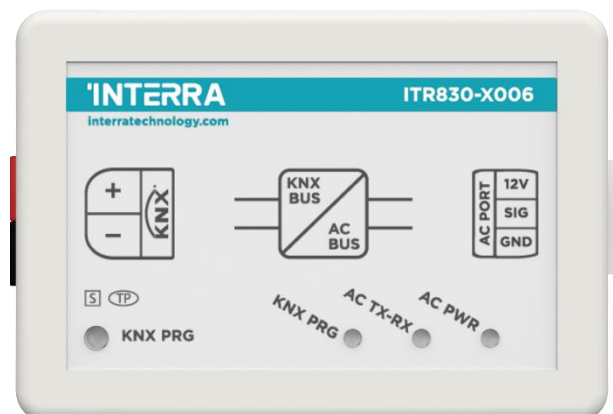 'INTERRA
ITR830-X006
interratechnology.com
+
−
KNX
KNX
BUS
AC
BUS
AC PORT
12V
SIG
GND
S TP
KNX PRG
KNX PRG
AC TX-RX
AC PWR